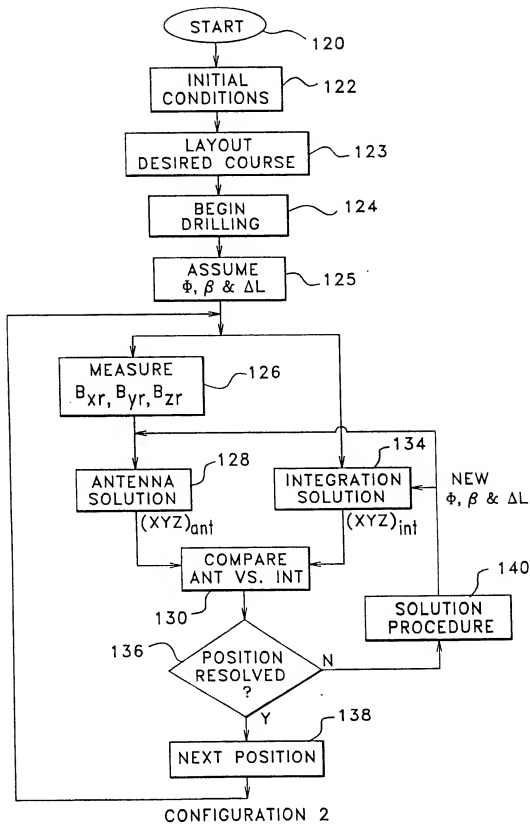 START
120
INITIAL
CONDITIONS
122
LAYOUT
DESIRED COURSE
123
BEGIN
DRILLING
124
ASSUME
Φ, β & ΔL
125
MEASURE
Bxr, Byr, Bzr
126
ANTENNA
SOLUTION
128
(XYZ)ant
INTEGRATION
SOLUTION
134
(XYZ)int
NEW
Φ, β & ΔL
COMPARE
ANT VS. INT
130
SOLUTION
PROCEDURE
140
136
POSITION
RESOLVED
?
N
Y
138
NEXT POSITION
CONFIGURATION 2